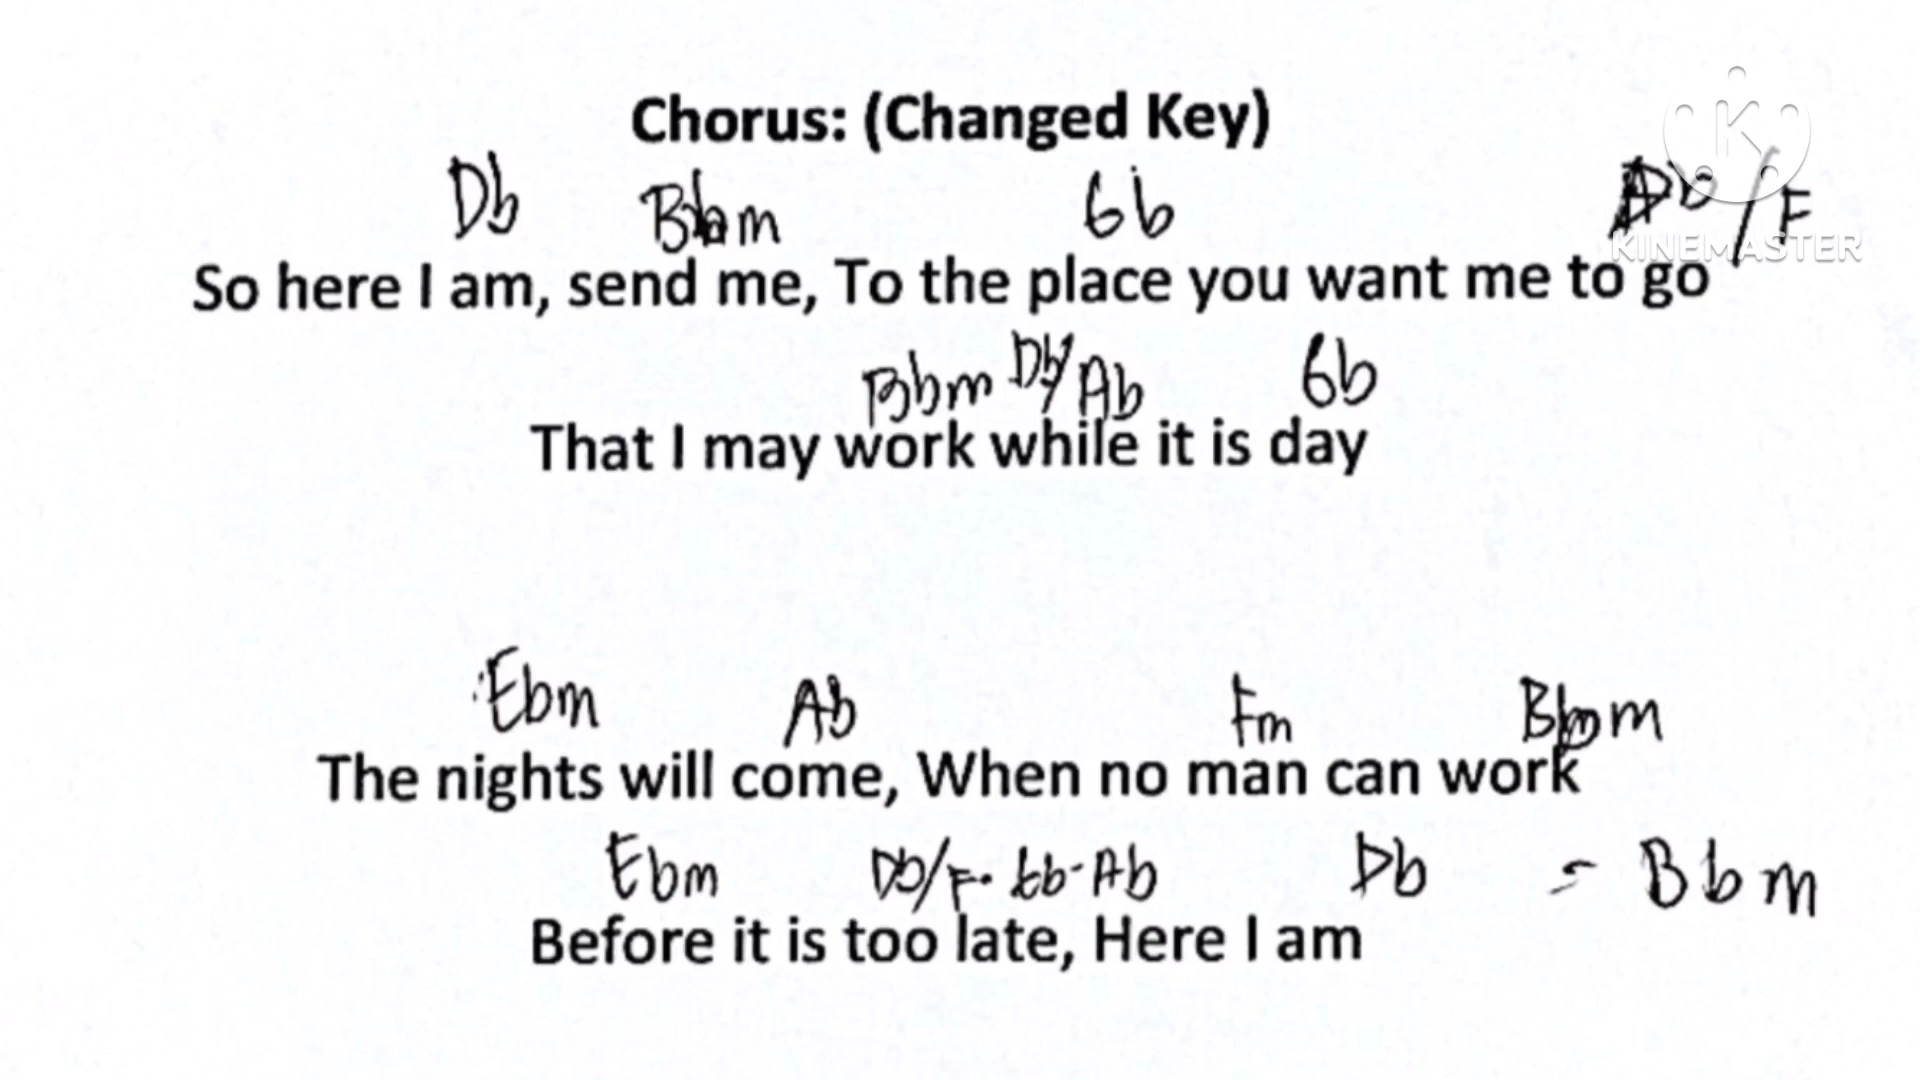 Chorus: (Changed Key)
Db Bbm Gb Db/F
So here I am, send me, To the place you want me to go
Bbm Db/Ab Gb
That I may work while it is day
Ebm Ab Fm Bbm
The nights will come, When no man can work
Ebm Db/F. Gb-Ab Db = Bbm
Before it is too late, Here I am
KINEMASTER